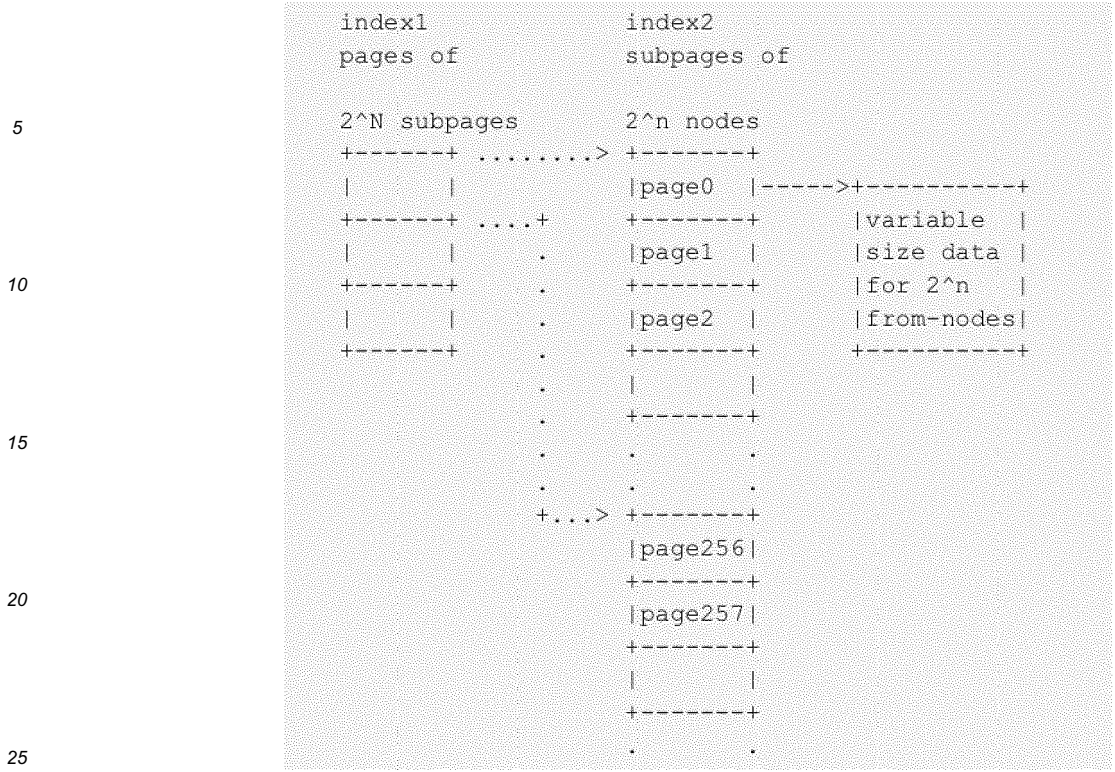 index1                 index2
pages of               subpages of
5
2^N subpages       2^n nodes
+------+ ........> +-------+
|      |           |page0  |----->+----------+
+------+ ....+     +-------+      |variable  |
|      |     .     |page1  |      |size data |
10
+------+     .     +-------+      |for 2^n   |
|      |     .     |page2  |      |from-nodes|
+------+     .     +-------+      +----------+
             .     |       |
             .     +-------+
15
             .     .       .
             .     .       .
             +...> +-------+
                   |page256|
                   +-------+
20
                   |page257|
                   +-------+
                   |       |
                   +-------+
25
                   .       .